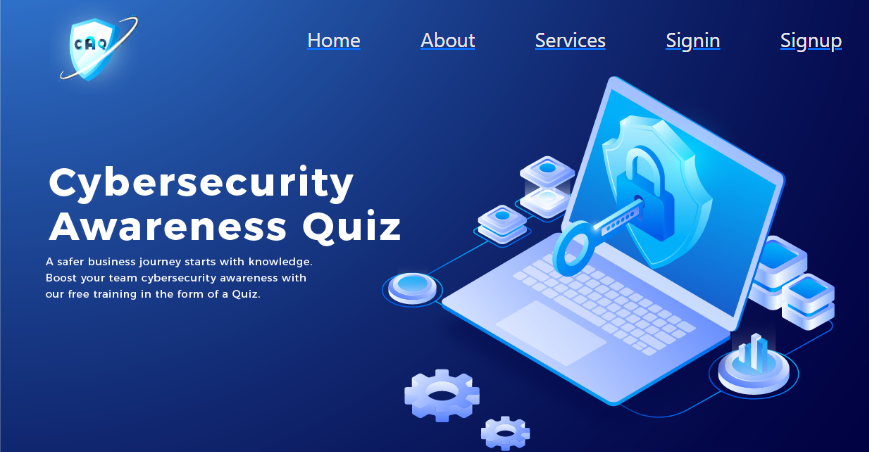 CAQ
Home About Services Signin Signup
Cybersecurity
Awareness Quiz
A safer business journey starts with knowledge.
Boost your team cybersecurity awareness with
our free training in the form of a Quiz.